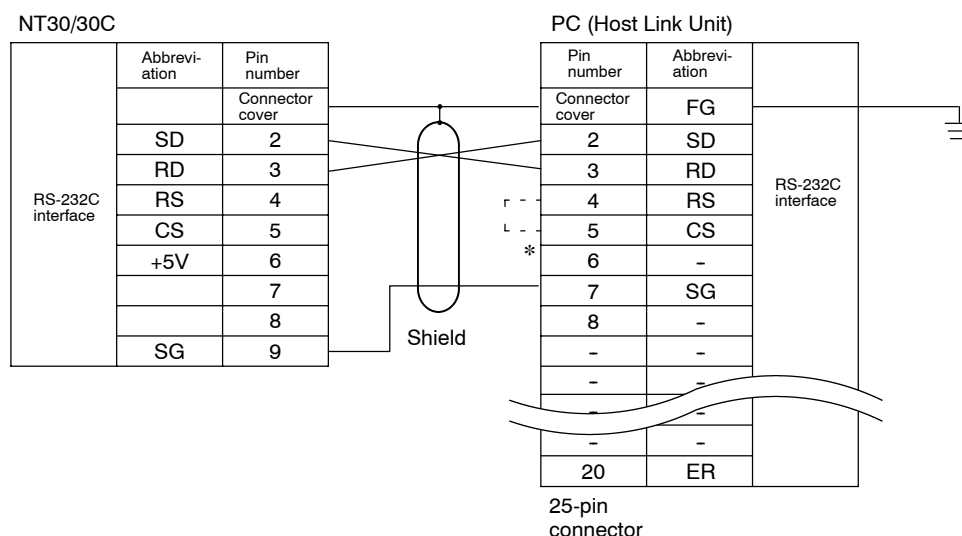 NT30/30C
PC (Host Link Unit)
Abbrevi-
ation
Pin
number
Pin
number
Abbrevi-
ation
Connector
cover
Connector
cover
FG
SD 2 2 SD
RD 3 3 RD
RS-232C
interface
RS 4 4 RS
RS-232C
interface
CS 5 5 CS
+5V 6 * 6 -
7 7 SG
8 8 -
Shield
SG 9 - -
- -
- -
- -
20 ER
25-pin
connector